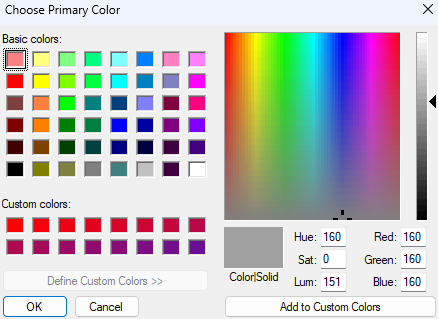 Choose Primary Color
Basic colors:
Custom colors:
Define Custom Colors >>
OK
Cancel
Color|Solid
Hue: 160
Sat: 0
Lum: 151
Red: 160
Green: 160
Blue: 160
Add to Custom Colors